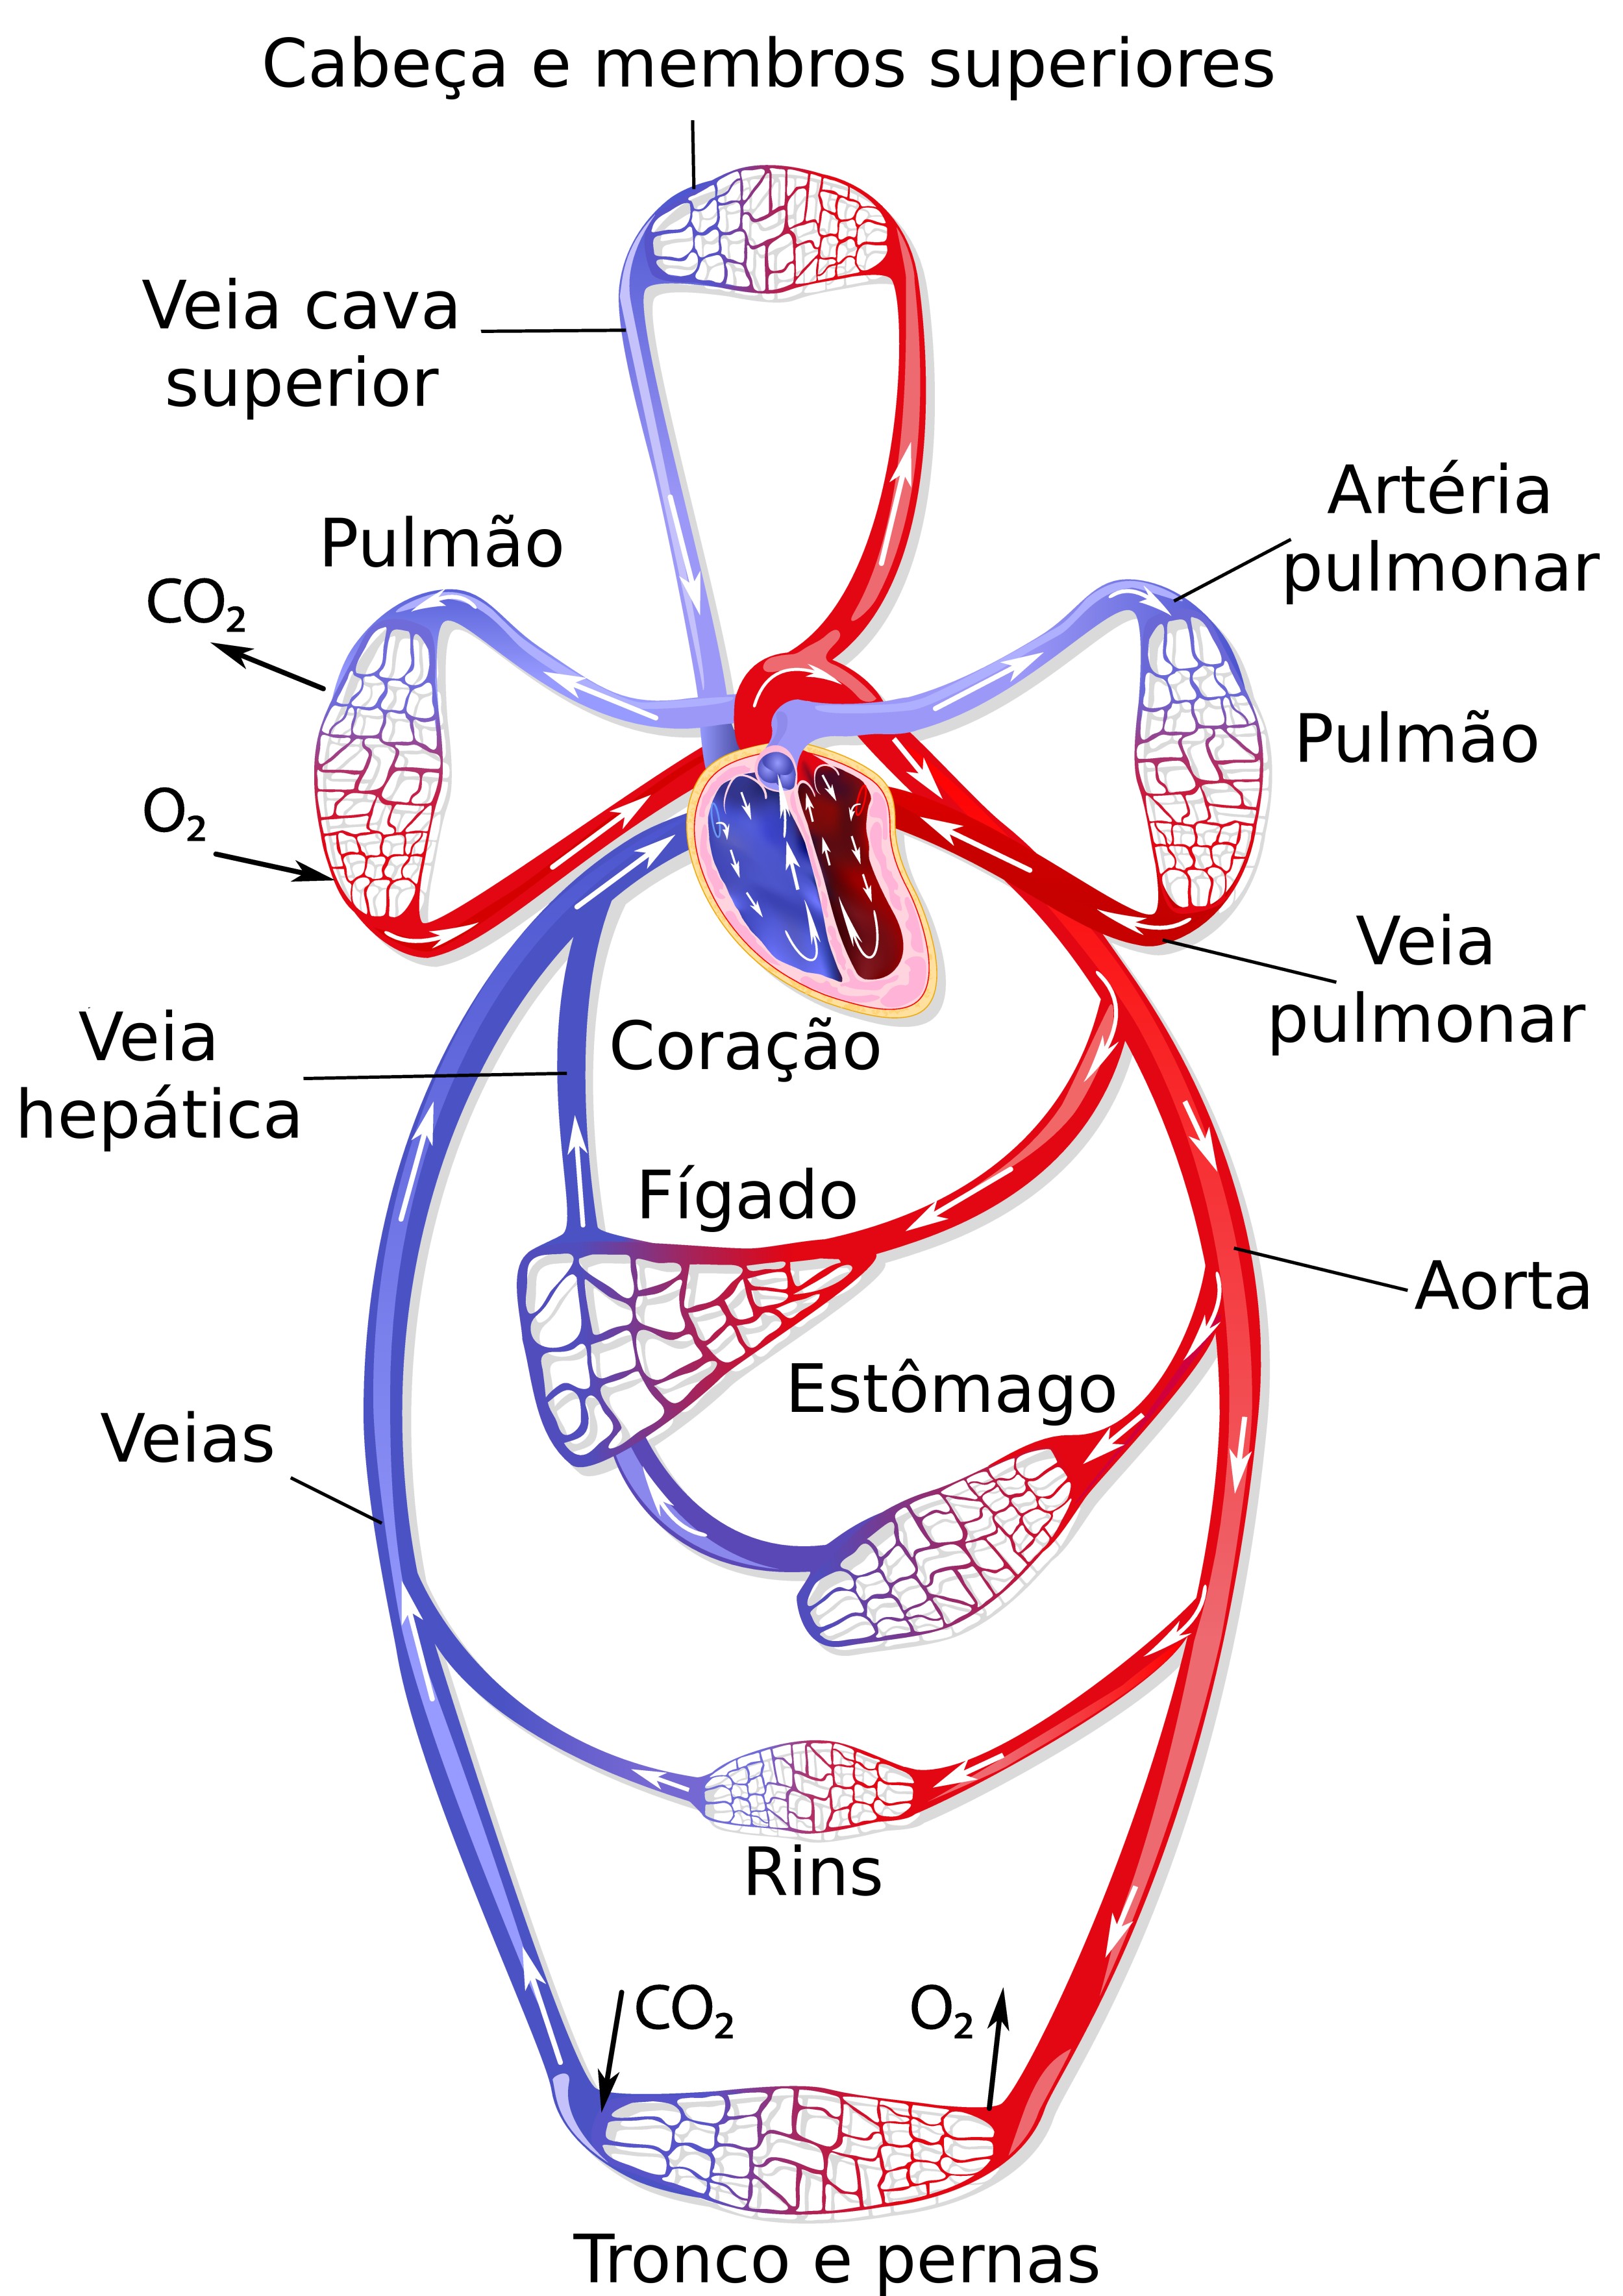 Cabeça e membros superiores
Veia cava
superior
Artéria
pulmonar
Pulmão
CO₂
Pulmão
O₂
Veia
pulmonar
Veia
hepática
Coração
Fígado
Aorta
Estômago
Veias
Rins
CO₂
O₂
Tronco e pernas